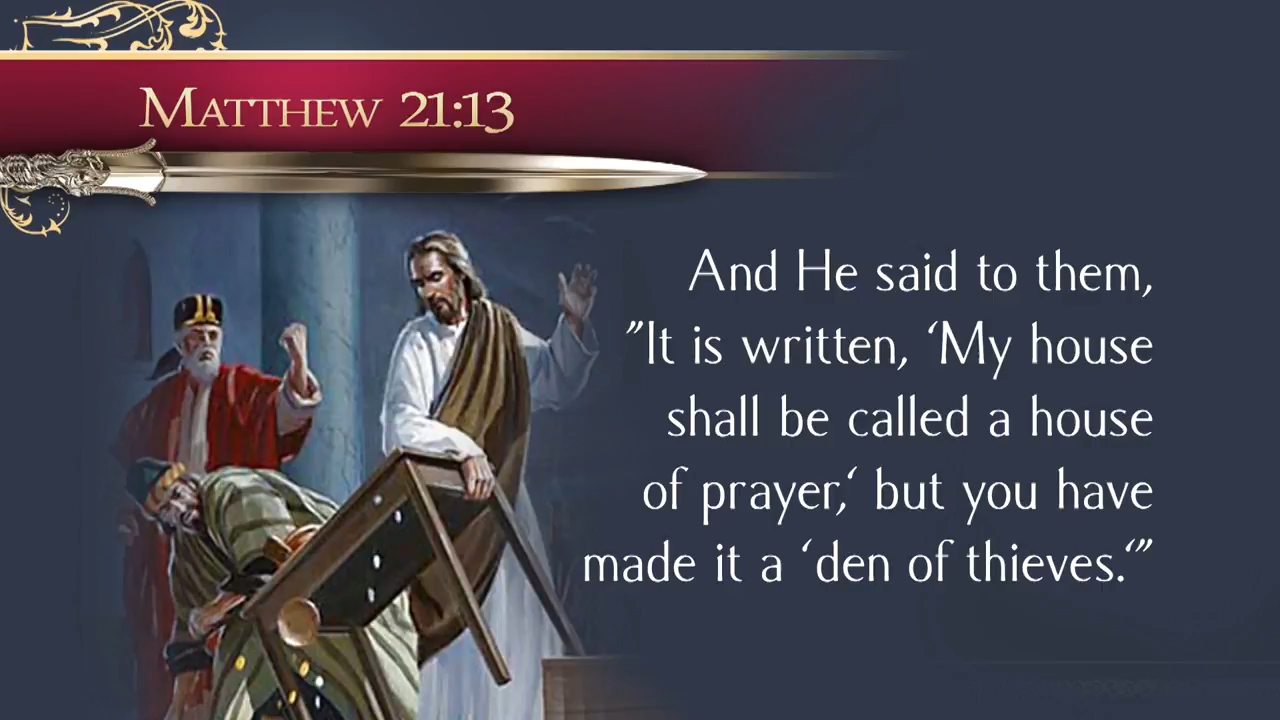 Matthew 21:13
And He said to them,
"It is written, ‘My house
shall be called a house
of prayer,‘ but you have
made it a ‘den of thieves.‘"